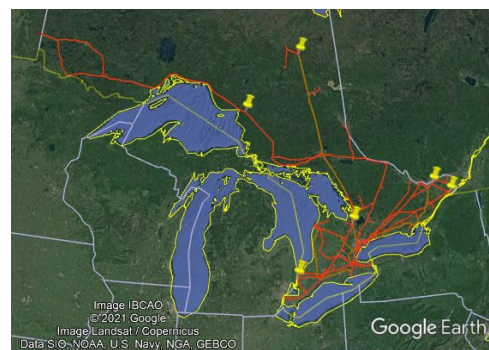 Image IBCAO
© 2021 Google
Image Landsat / Copernicus
Data SIO, NOAA, U.S. Navy, NGA, GEBCO
Google Earth